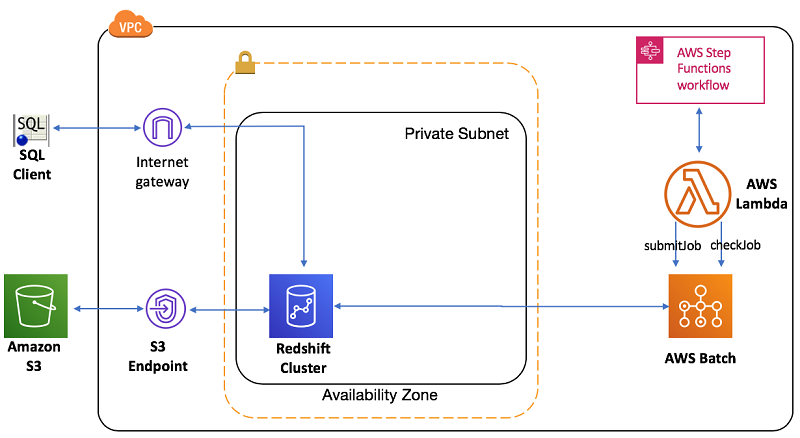 VPC
AWS Step
Functions
workflow
SQL
SQL
Client
Internet
gateway
Private Subnet
AWS
Lambda
submitJob
checkJob
Amazon
S3
S3
Endpoint
Redshift
Cluster
AWS Batch
Availability Zone